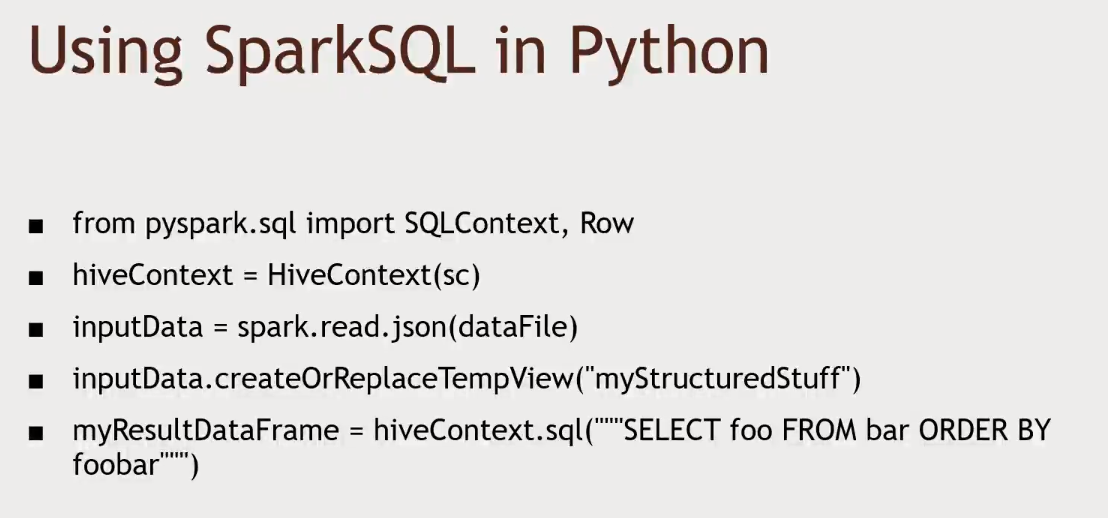 Using SparkSQL in Python
■ from pyspark.sql import SQLContext, Row
■ hiveContext = HiveContext(sc)
■ inputData = spark.read.json(dataFile)
■ inputData.createOrReplaceTempView("myStructuredStuff")
■ myResultDataFrame = hiveContext.sql("""SELECT foo FROM bar ORDER BY
foobar""")